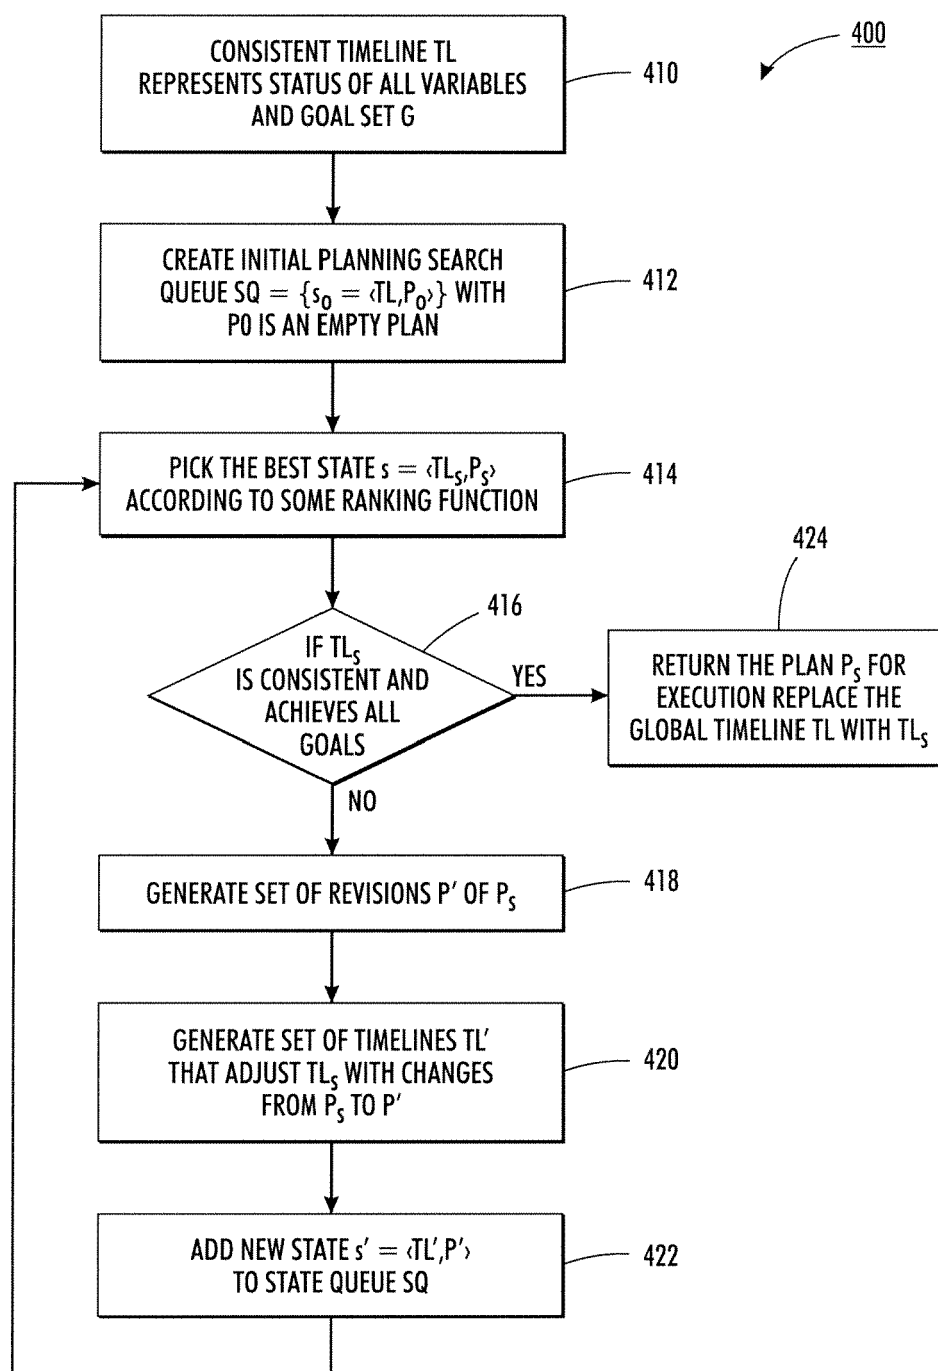 400
CONSISTENT TIMELINE TL
REPRESENTS STATUS OF ALL VARIABLES
AND GOAL SET G
410
CREATE INITIAL PLANNING SEARCH
QUEUE SQ = {s₀ = ‹TL,P₀›} WITH
P0 IS AN EMPTY PLAN
412
PICK THE BEST STATE s = ‹TLₛ,Pₛ›
ACCORDING TO SOME RANKING FUNCTION
414
IF TLₛ
IS CONSISTENT AND
ACHIEVES ALL
GOALS
416
YES
RETURN THE PLAN Pₛ FOR
EXECUTION REPLACE THE
GLOBAL TIMELINE TL WITH TLₛ
424
NO
GENERATE SET OF REVISIONS P' OF Pₛ
418
GENERATE SET OF TIMELINES TL'
THAT ADJUST TLₛ WITH CHANGES
FROM Pₛ TO P'
420
ADD NEW STATE s' = ‹TL',P'›
TO STATE QUEUE SQ
422